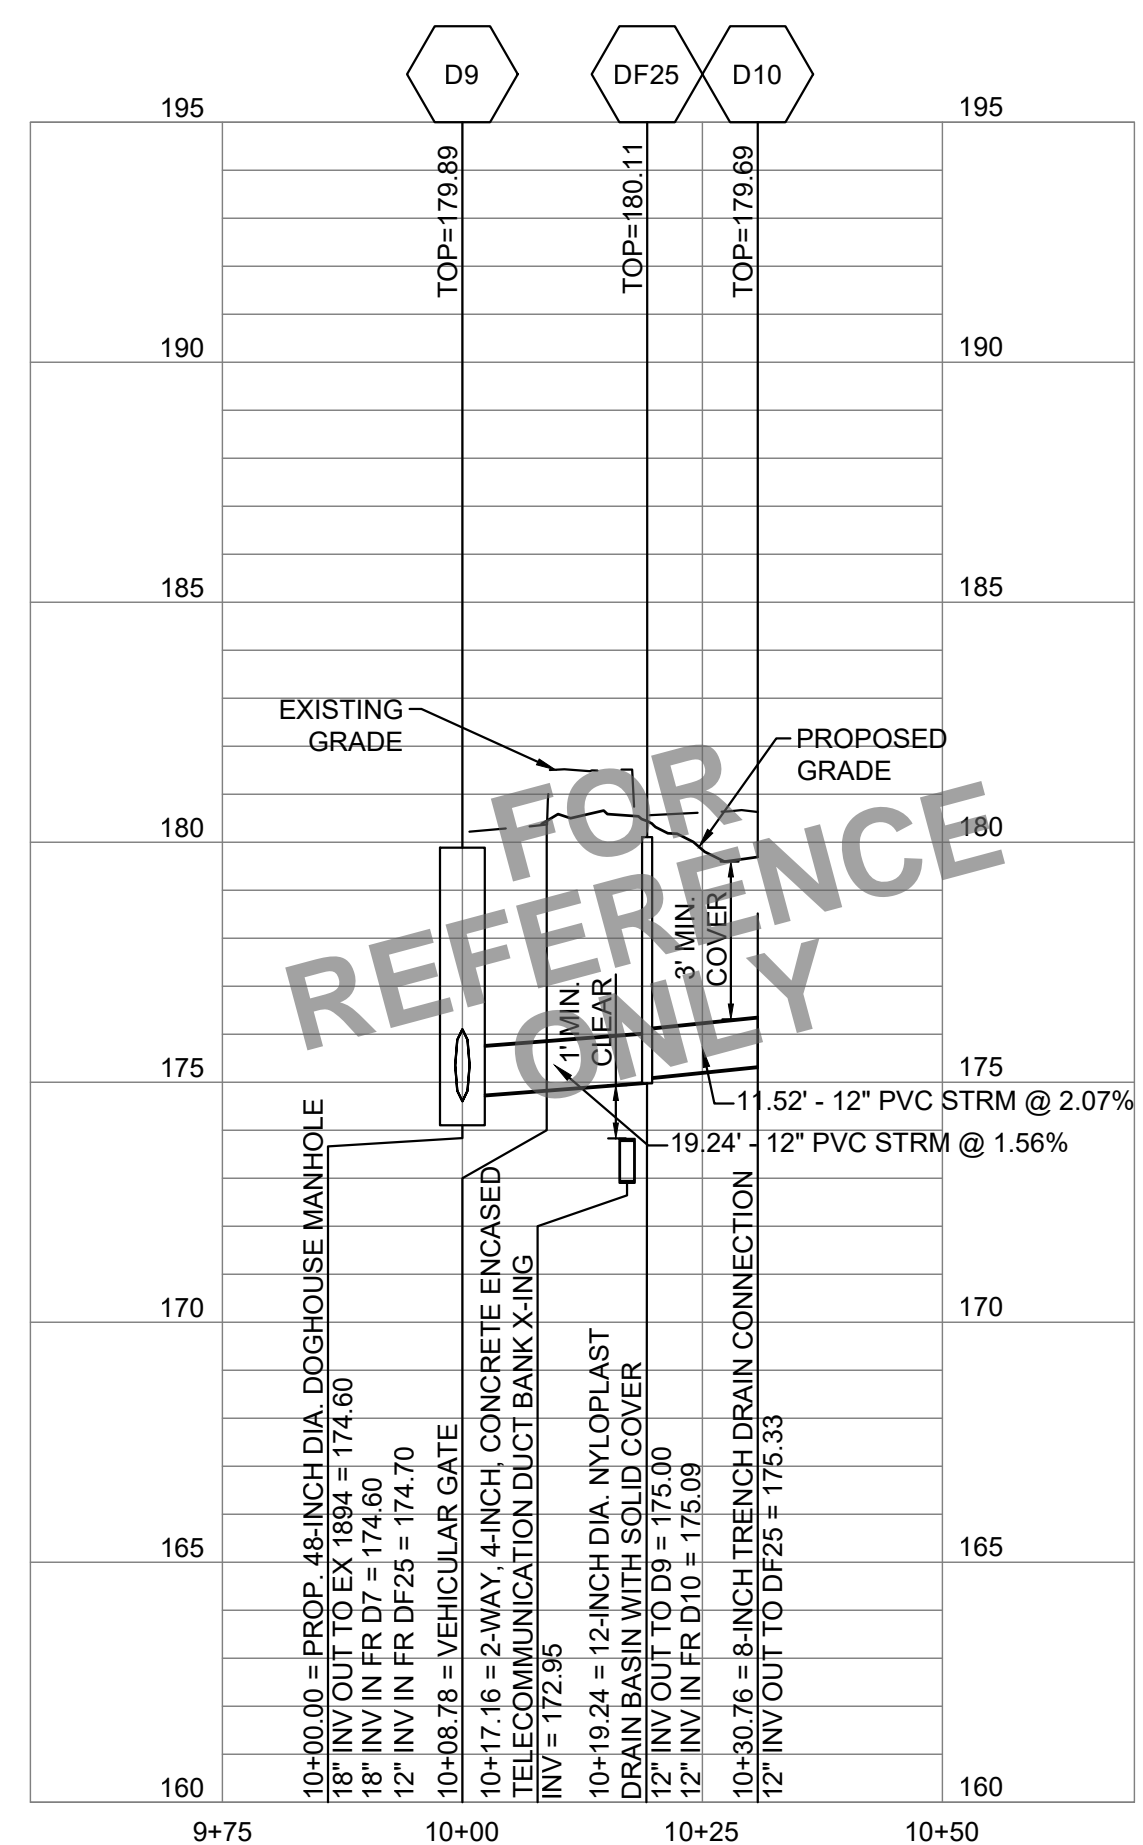 D9
DF25
D10
195
195
TOP=179.89
TOP=180.11
TOP=179.69
190
190
185
185
EXISTING
GRADE
PROPOSED
GRADE
FOR
REFERENCE
ONLY
180
180
3' MIN.
COVER
1' MIN.
CLEAR
175
175
11.52' - 12" PVC STRM @ 2.07%
19.24' - 12" PVC STRM @ 1.56%
170
170
165
165
10+00.00 = PROP. 48-INCH DIA. DOGHOUSE MANHOLE
18" INV OUT TO EX 1894 = 174.60
18" INV IN FR D7 = 174.60
12" INV IN FR DF25 = 174.70
10+08.78 = VEHICULAR GATE
10+17.16 = 2-WAY, 4-INCH, CONCRETE ENCASED
TELECOMMUNICATION DUCT BANK X-ING
INV = 172.95
10+19.24 = 12-INCH DIA. NYLOPLAST
DRAIN BASIN WITH SOLID COVER
12" INV OUT TO D9 = 175.00
12" INV IN FR D10 = 175.09
10+30.76 = 8-INCH TRENCH DRAIN CONNECTION
12" INV OUT TO DF25 = 175.33
160
160
9+75
10+00
10+25
10+50